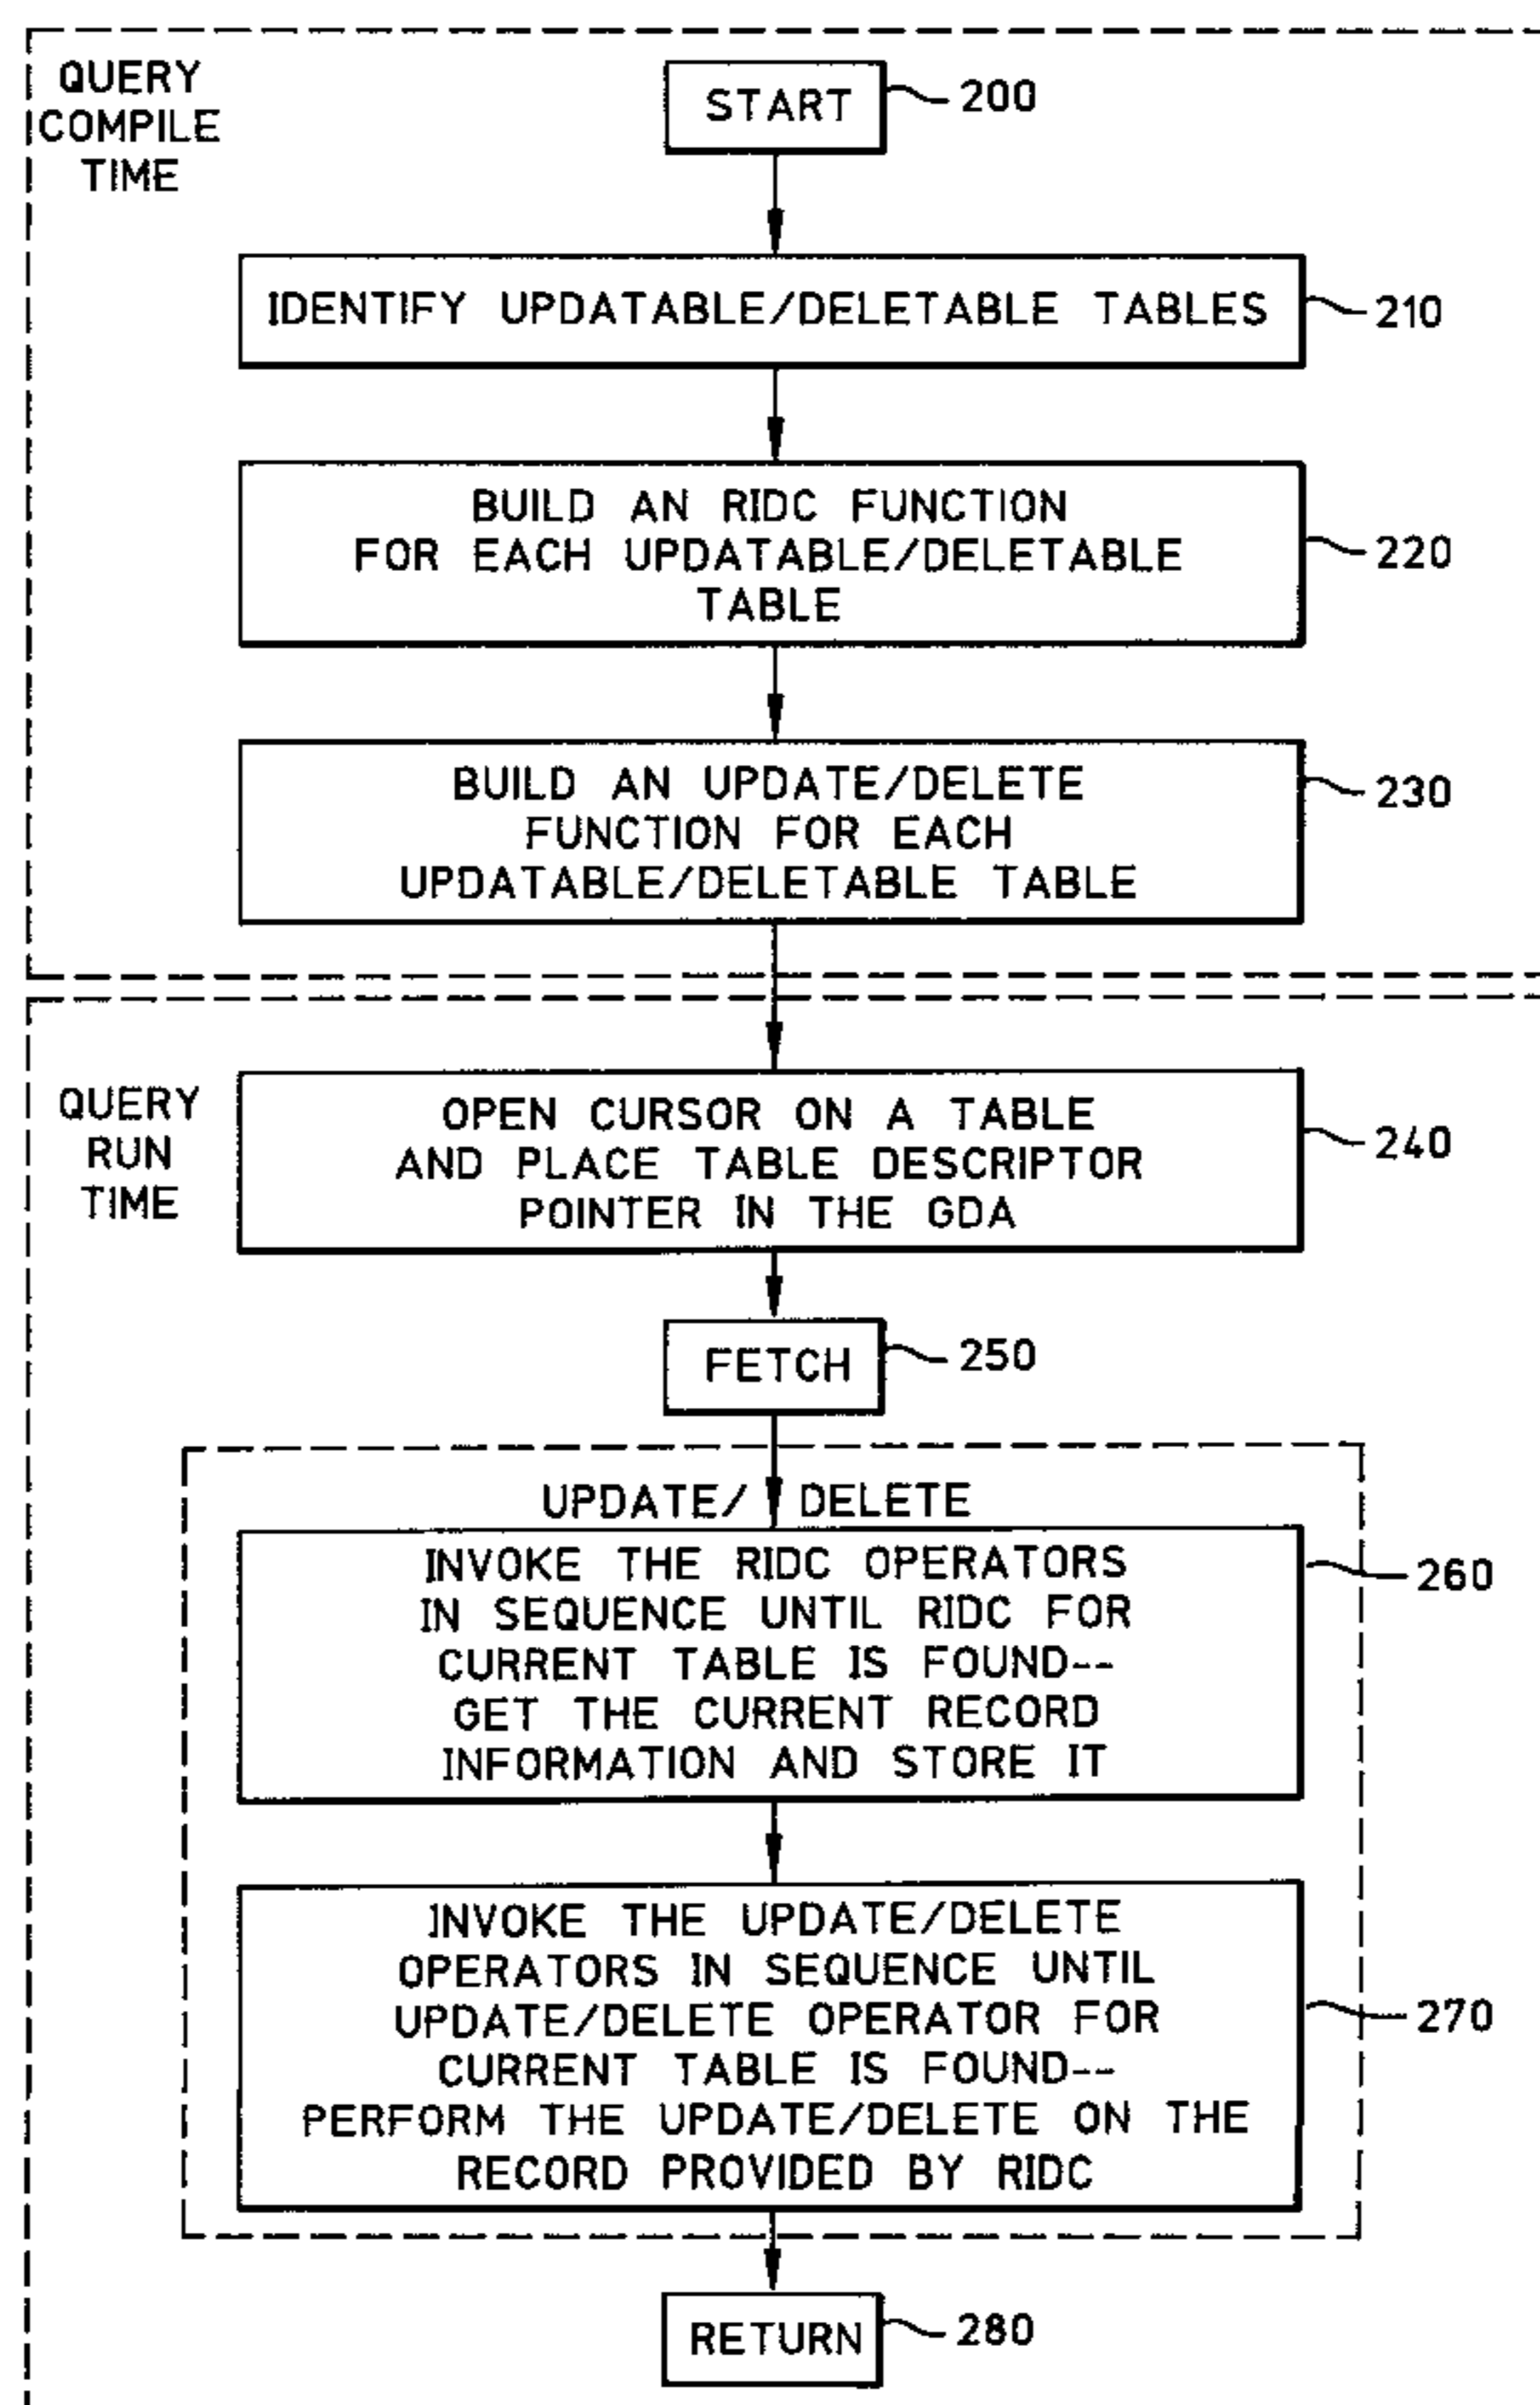 QUERY
COMPILE
TIME
START
200
IDENTIFY UPDATABLE/DELETABLE TABLES
210
BUILD AN RIDC FUNCTION
FOR EACH UPDATABLE/DELETABLE
TABLE
220
BUILD AN UPDATE/DELETE
FUNCTION FOR EACH
UPDATABLE/DELETABLE TABLE
230
QUERY
RUN
TIME
OPEN CURSOR ON A TABLE
AND PLACE TABLE DESCRIPTOR
POINTER IN THE GDA
240
FETCH
250
UPDATE/ DELETE
INVOKE THE RIDC OPERATORS
IN SEQUENCE UNTIL RIDC FOR
CURRENT TABLE IS FOUND--
GET THE CURRENT RECORD
INFORMATION AND STORE IT
260
INVOKE THE UPDATE/DELETE
OPERATORS IN SEQUENCE UNTIL
UPDATE/DELETE OPERATOR FOR
CURRENT TABLE IS FOUND--
PERFORM THE UPDATE/DELETE ON THE
RECORD PROVIDED BY RIDC
270
RETURN
280